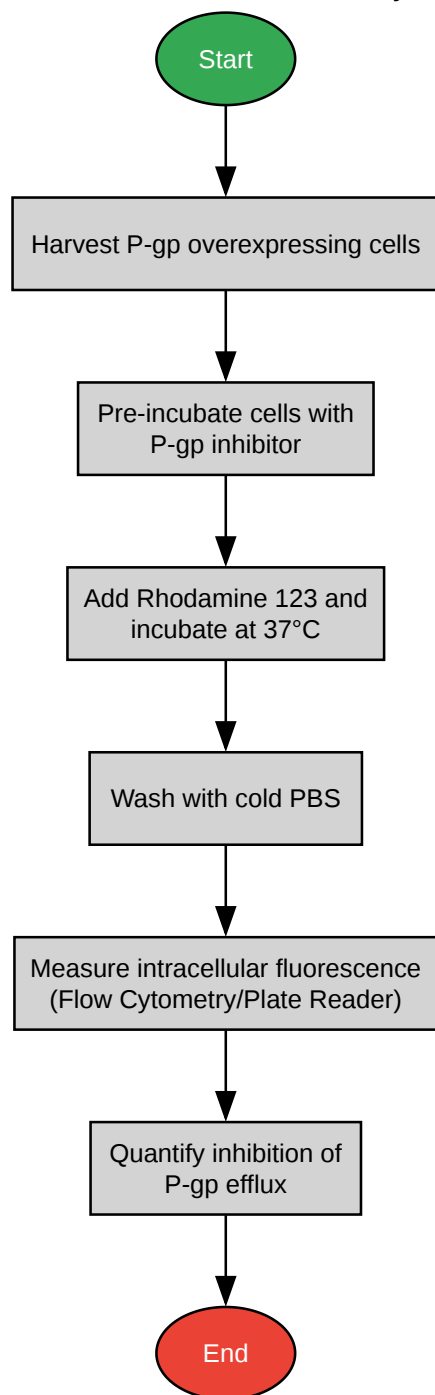 Start
Harvest P-gp overexpressing cells
Pre-incubate cells with
P-gp inhibitor
Add Rhodamine 123 and
incubate at 37°C
Wash with cold PBS
Measure intracellular fluorescence
(Flow Cytometry/Plate Reader)
Quantify inhibition of
P-gp efflux
End